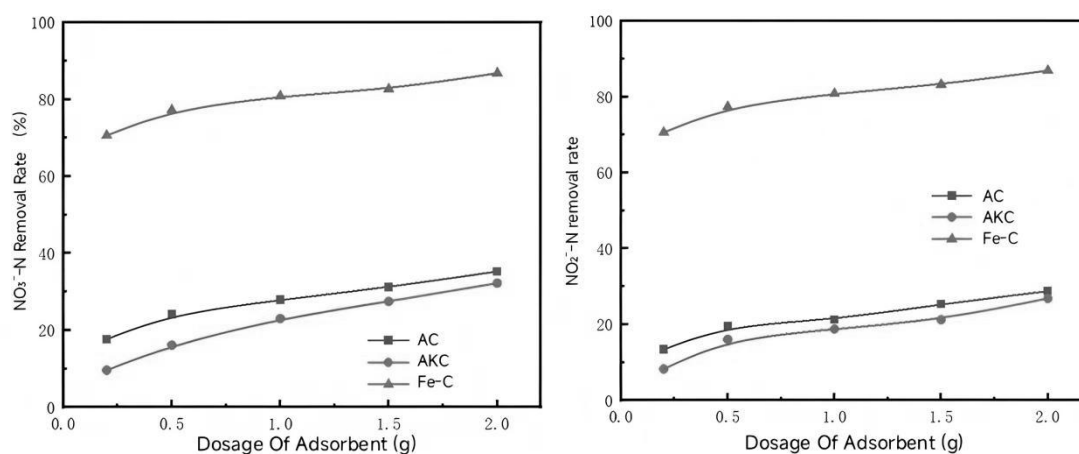 NO₃⁻-N Removal Rate (%)
100
80
60
40
20
0
AC
AKC
Fe-C
0.0 0.5 1.0 1.5 2.0
Dosage Of Adsorbent (g)
NO₂⁻-N removal rate
100
80
60
40
20
0
AC
AKC
Fe-C
0.0 0.5 1.0 1.5 2.0
Dosage Of Adsorbent (g)